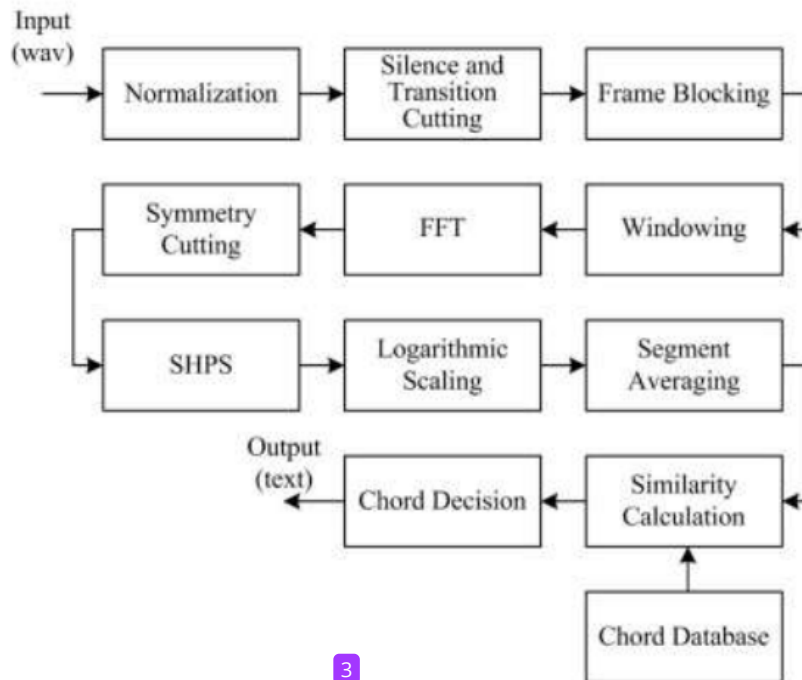 Input
(wav)
Normalization
Silence and
Transition
Cutting
Frame Blocking
Symmetry
Cutting
FFT
Windowing
SHPS
Logarithmic
Scaling
Segment
Averaging
Output
(text)
Chord Decision
Similarity
Calculation
Chord Database
3